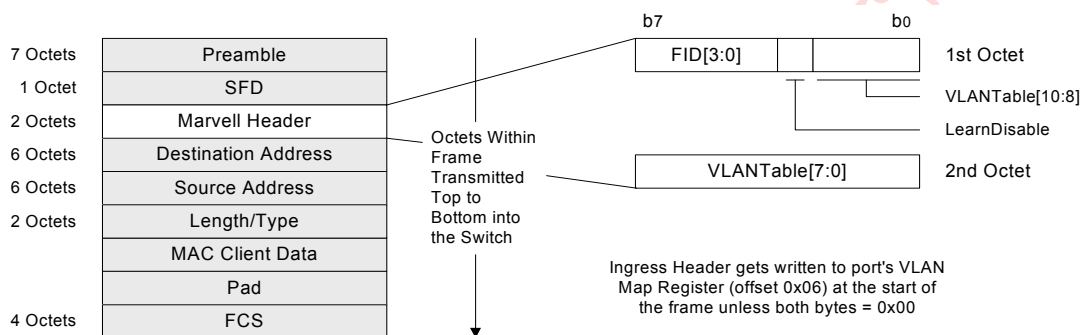 b7
b0
7 Octets
Preamble
FID[3:0]
1st Octet
1 Octet
SFD
VLANTable[10:8]
2 Octets
Marvell Header
LearnDisable
6 Octets
Destination Address
6 Octets
Source Address
2 Octets
Length/Type
MAC Client Data
Pad
4 Octets
FCS
Octets Within
Frame
Transmitted
Top to
Bottom into
the Switch
VLANTable[7:0]
2nd Octet
Ingress Header gets written to port's VLAN
Map Register (offset 0x06) at the start of
the frame unless both bytes = 0x00